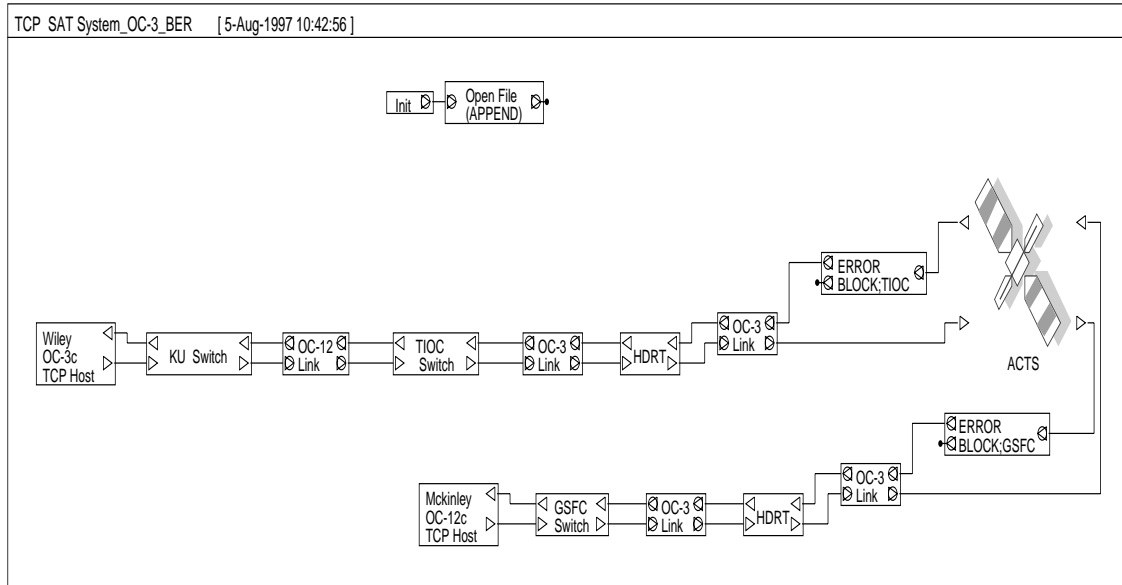 TCP SAT System_OC-3_BER [ 5-Aug-1997 10:42:56 ]
Init
Open File
(APPEND)
ERROR
BLOCK;TIOC
Wiley
OC-3c
TCP Host
KU Switch
OC-12
Link
TIOC
Switch
OC-3
Link
HDRT
OC-3
Link
ACTS
ERROR
BLOCK;GSFC
Mckinley
OC-12c
TCP Host
GSFC
Switch
OC-3
Link
HDRT
OC-3
Link